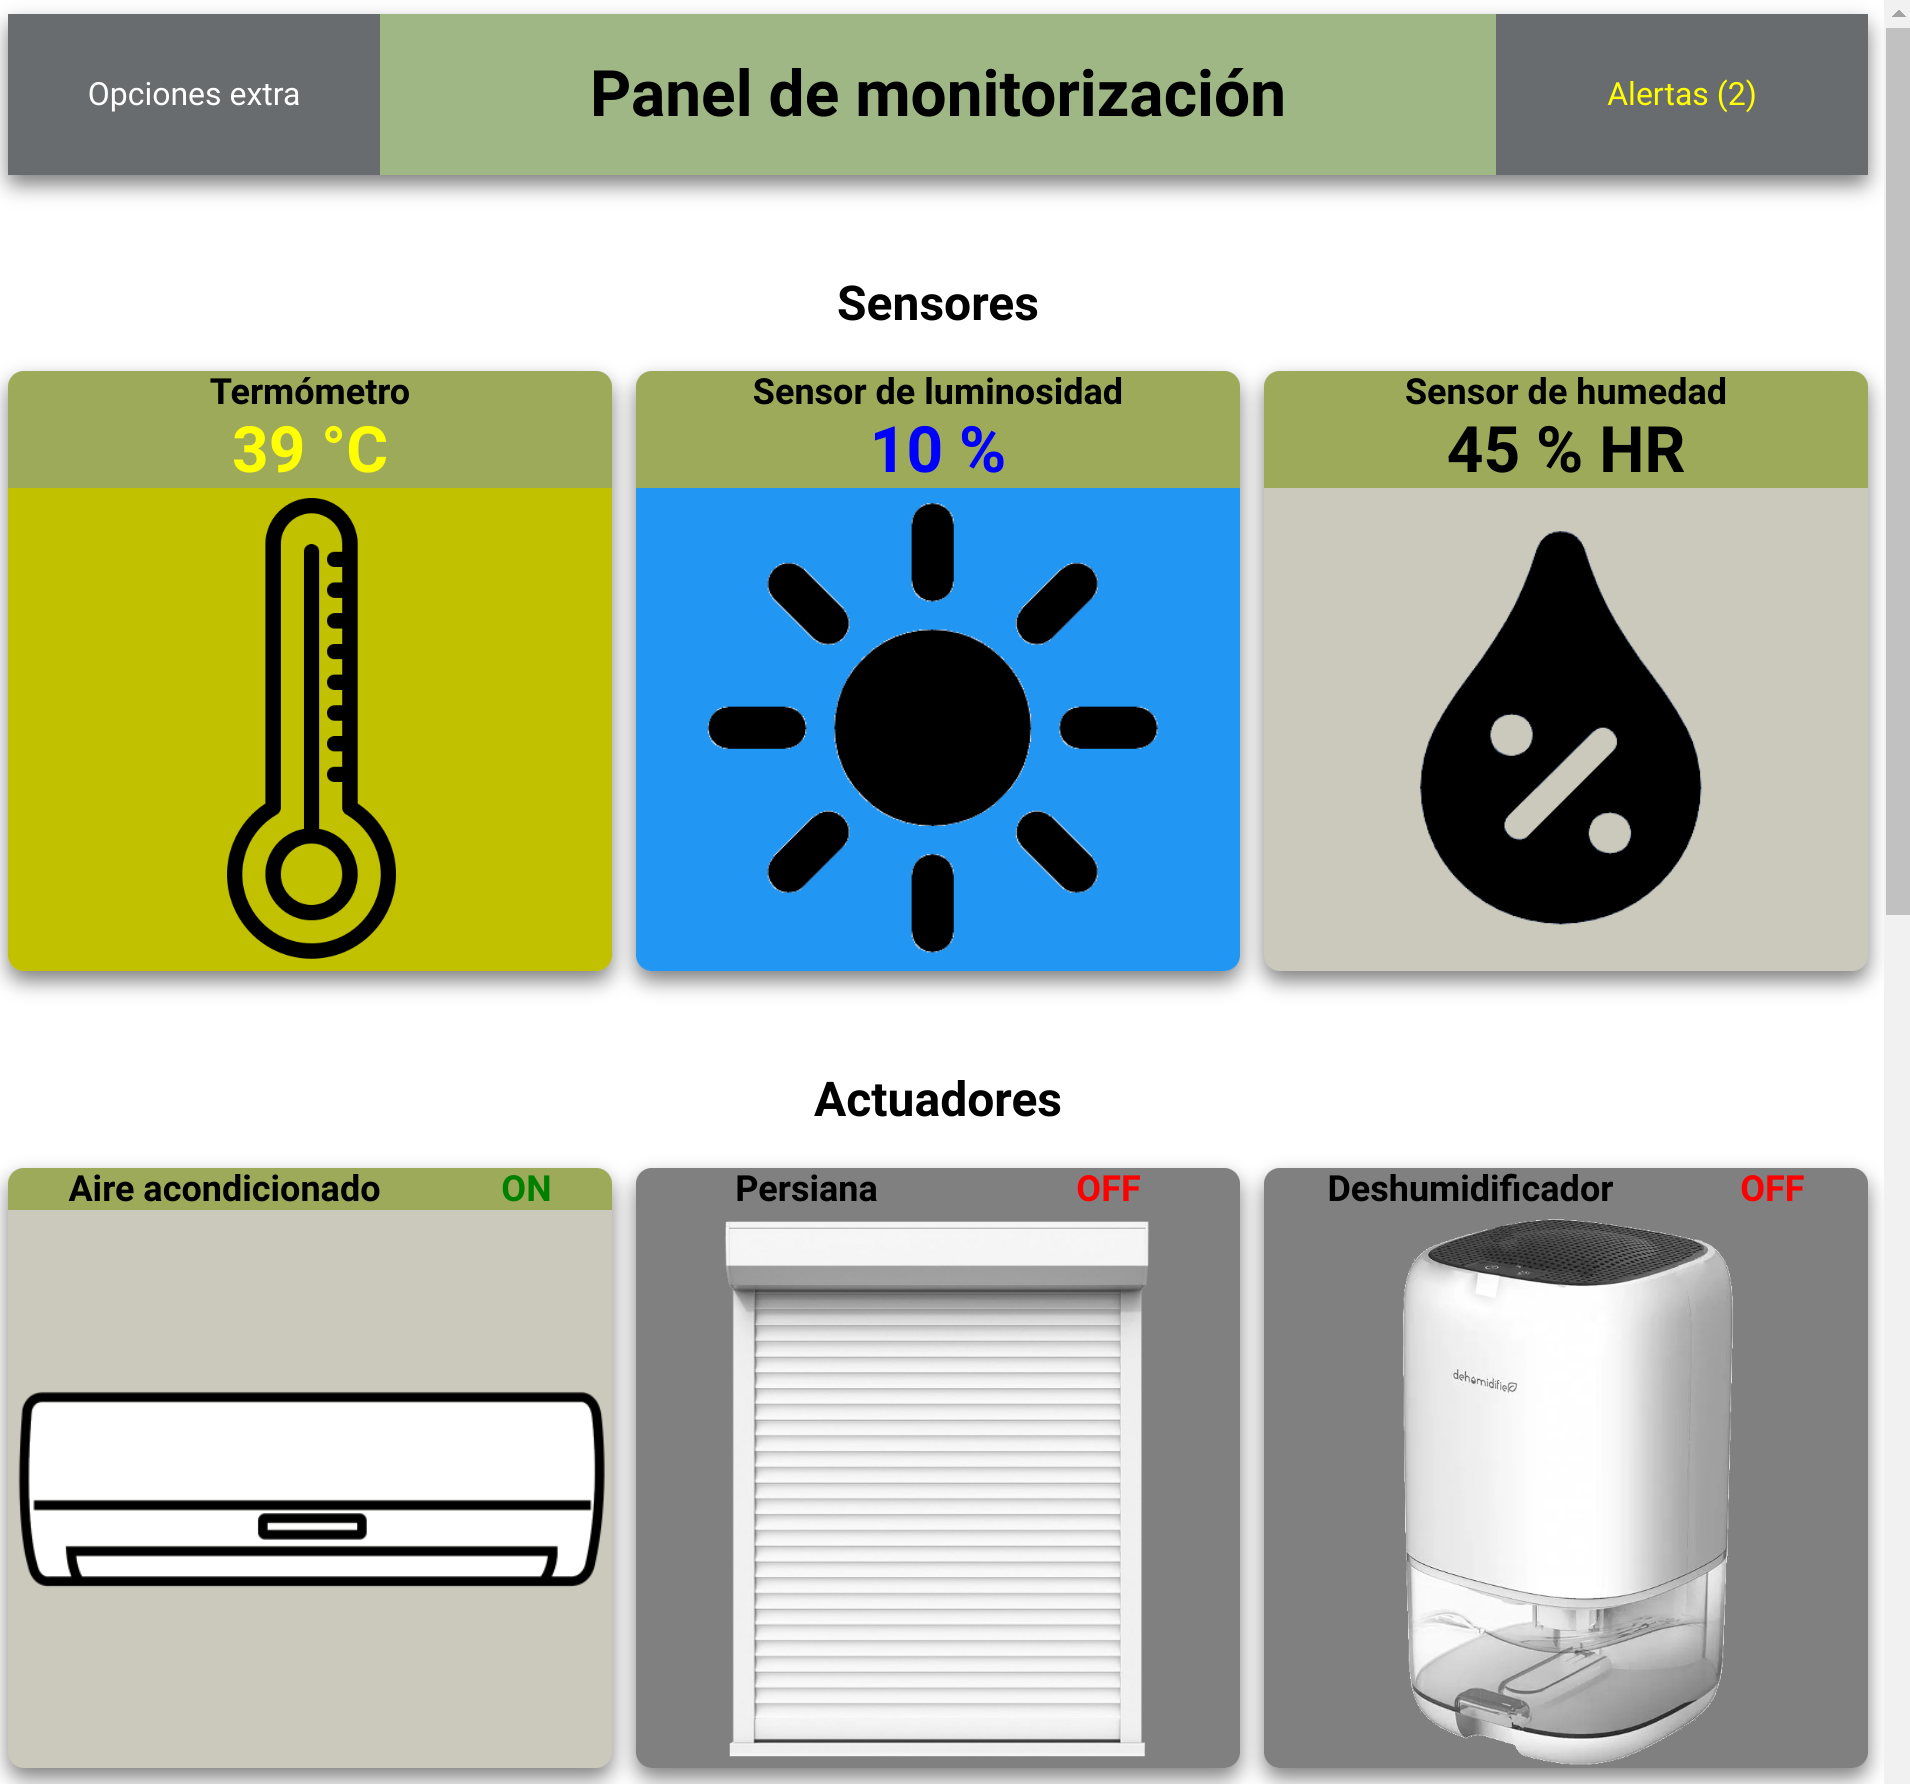 Opciones extra
Panel de monitorización
Alertas (2)
Sensores
Termómetro
39 °C
Sensor de luminosidad
10 %
Sensor de humedad
45 % HR
Actuadores
Aire acondicionado ON
Persiana OFF
Deshumidificador OFF
dehumidifier